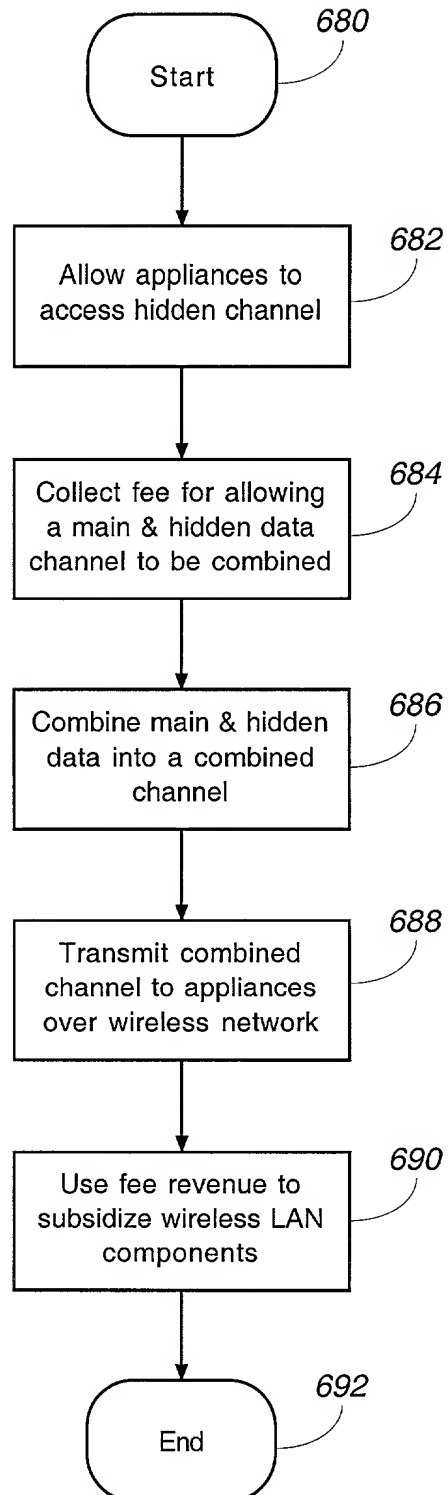 680
Start
682
Allow appliances to
access hidden channel
684
Collect fee for allowing
a main & hidden data
channel to be combined
686
Combine main & hidden
data into a combined
channel
688
Transmit combined
channel to appliances
over wireless network
690
Use fee revenue to
subsidize wireless LAN
components
692
End